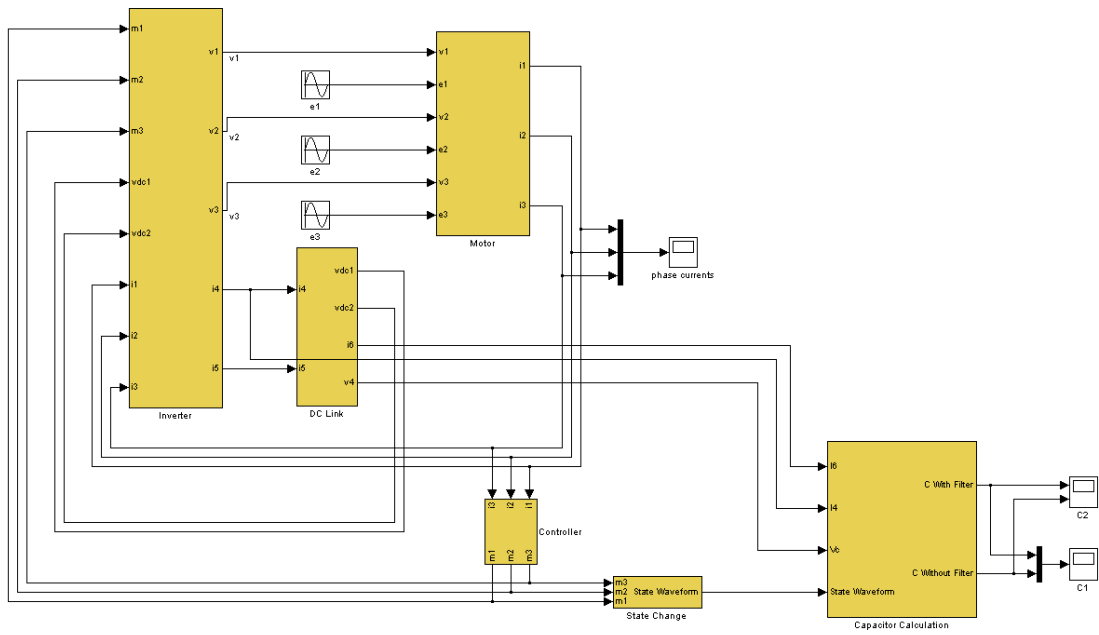 m1
m2
m3
vdc1
vdc2
i1
i2
i3
v1
v2
v3
i4
i5
Inverter
v1
v2
v3
e1
e2
e3
v1
e1
v2
e2
v3
e3
i1
i2
i3
Motor
phase currents
i4
i5
vdc1
vdc2
i6
v4
DC Link
i3
i2
i1
m1
m2
m3
Controller
m3
m2
m1
State Waveform
State Change
I6
I4
Vc
State Waveform
C With Filter
C Without Filter
Capacitor Calculation
C2
C1